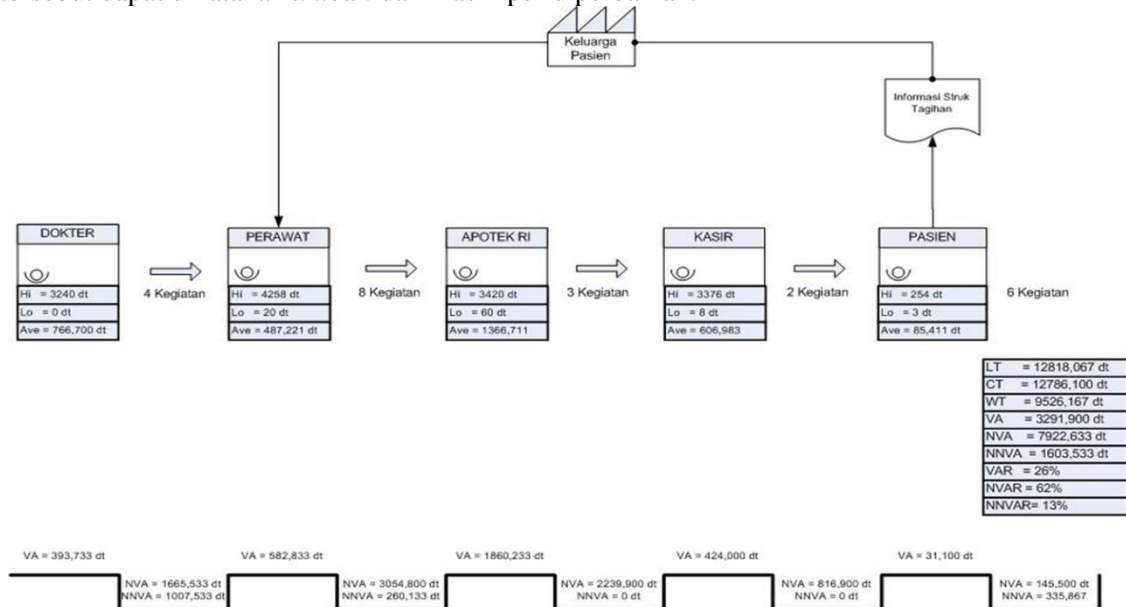 Keluarga
Pasien
Informasi Struk
Tagihan
DOKTER
Hi = 3240 dt
Lo = 0 dt
Ave = 766,700 dt
4 Kegiatan
PERAWAT
Hi = 4258 dt
Lo = 20 dt
Ave = 487,221 dt
8 Kegiatan
APOTEK RI
Hi = 3420 dt
Lo = 60 dt
Ave = 1366,711
3 Kegiatan
KASIR
Hi = 3376 dt
Lo = 8 dt
Ave = 606,983
2 Kegiatan
PASIEN
Hi = 254 dt
Lo = 3 dt
Ave = 85,411 dt
6 Kegiatan
LT = 12818,067 dt
CT = 12786,100 dt
WT = 9526,167 dt
VA = 3291,900 dt
NVA = 7922,633 dt
NNVA = 1603,533 dt
VAR = 26%
NVAR = 62%
NNVAR= 13%
VA = 393,733 dt
NVA = 1665,533 dt
NNVA = 1007,533 dt
VA = 582,833 dt
NVA = 3054,800 dt
NNVA = 260,133 dt
VA = 1860,233 dt
NVA = 2239,900 dt
NNVA = 0 dt
VA = 424,000 dt
NVA = 816,900 dt
NNVA = 0 dt
VA = 31,100 dt
NVA = 145,500 dt
NNVA = 335,867